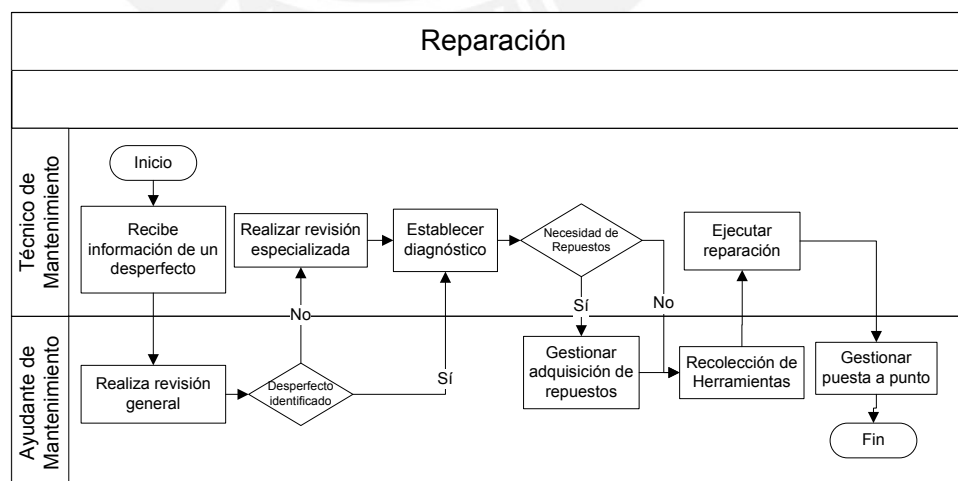 Reparación
Técnico de
Mantenimiento
Inicio
Recibe
información de un
desperfecto
Realizar revisión
especializada
Establecer
diagnóstico
Necesidad de
Repuestos
Ejecutar
reparación
No
Sí
No
Sí
Ayudante de
Mantenimiento
Realiza revisión
general
Desperfecto
identificado
Gestionar
adquisición de
repuestos
Recolección de
Herramientas
Gestionar
puesta a punto
Fin